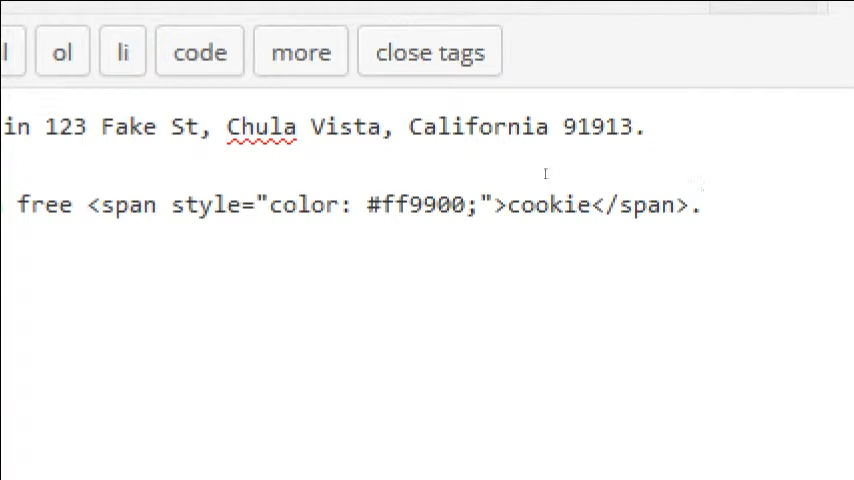 ol li code more close tags
in 123 Fake St, Chula Vista, California 91913.
free <span style="color: #ff9900;">cookie</span>.